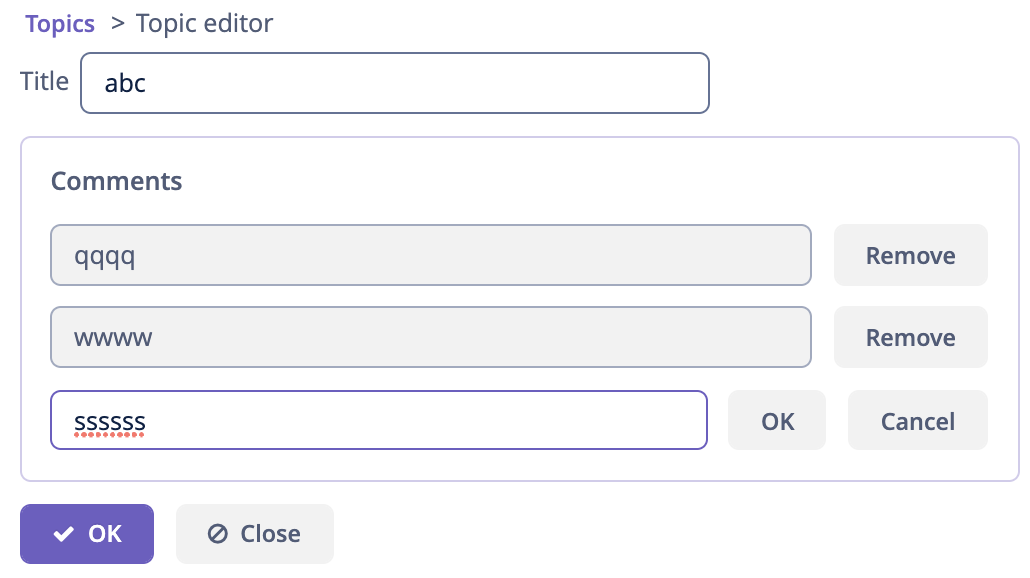 Topics > Topic editor
Title abc
Comments
qqqq Remove
wwww Remove
ssssss OK Cancel
OK Close